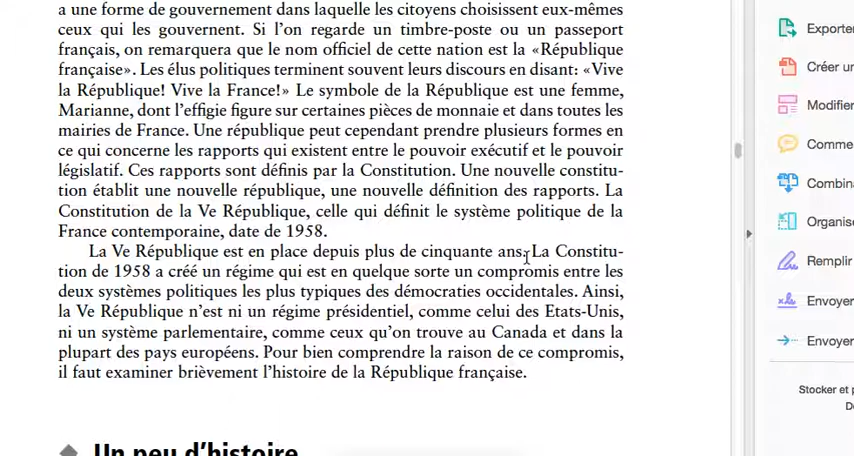 a une forme de gouvernement dans laquelle les citoyens choisissent eux-mêmes
ceux qui les gouvernent. Si l'on regarde un timbre-poste ou un passeport
français, on remarquera que le nom officiel de cette nation est la «République
française». Les élus politiques terminent souvent leurs discours en disant: «Vive
la République! Vive la France!» Le symbole de la République est une femme,
Marianne, dont l'effigie figure sur certaines pièces de monnaie et dans toutes les
mairies de France. Une république peut cependant prendre plusieurs formes en
ce qui concerne les rapports qui existent entre le pouvoir exécutif et le pouvoir
législatif. Ces rapports sont définis par la Constitution. Une nouvelle constitu-
tion établit une nouvelle république, une nouvelle définition des rapports. La
Constitution de la Ve République, celle qui définit le système politique de la
France contemporaine, date de 1958.
La Ve République est en place depuis plus de cinquante ans. La Constitu-
tion de 1958 a créé un régime qui est en quelque sorte un compromis entre les
deux systèmes politiques les plus typiques des démocraties occidentales. Ainsi,
la Ve République n'est ni un régime présidentiel, comme celui des Etats-Unis,
ni un système parlementaire, comme ceux qu'on trouve au Canada et dans la
plupart des pays européens. Pour bien comprendre la raison de ce compromis,
il faut examiner brièvement l'histoire de la République française.
Un peu d'histoire
Exporter
Créer un
Modifier
Comme
Combin
Organis
Remplir
Envoyer
Envoyer
Stocker et p
D